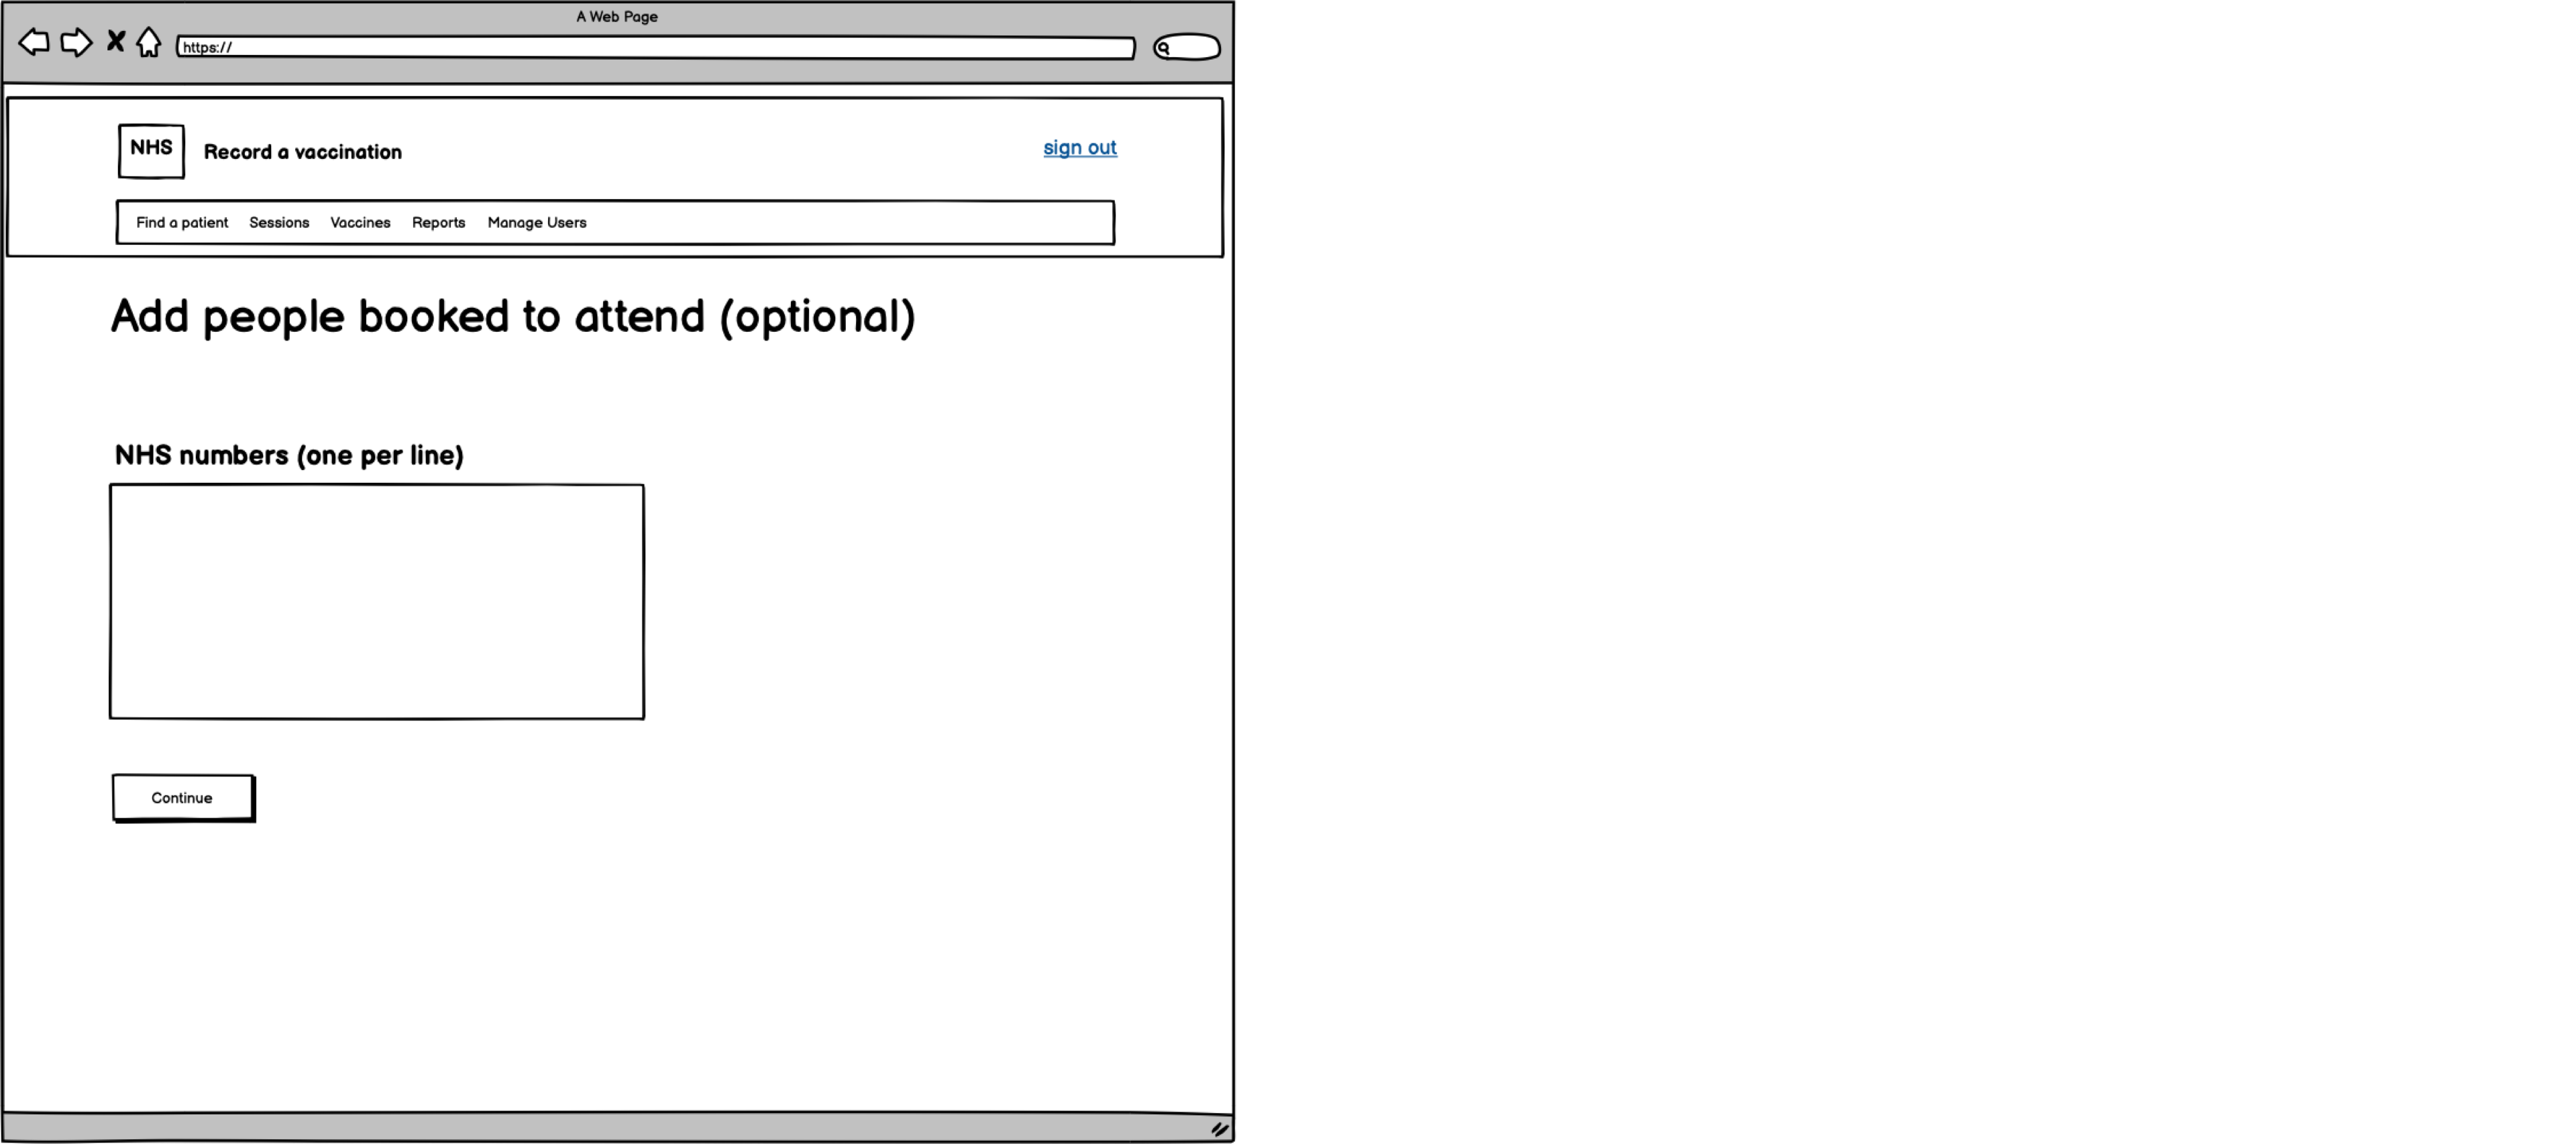 A Web Page
https://
NHS
Record a vaccination
sign out
Find a patient Sessions Vaccines Reports Manage Users
Add people booked to attend (optional)
NHS numbers (one per line)
Continue